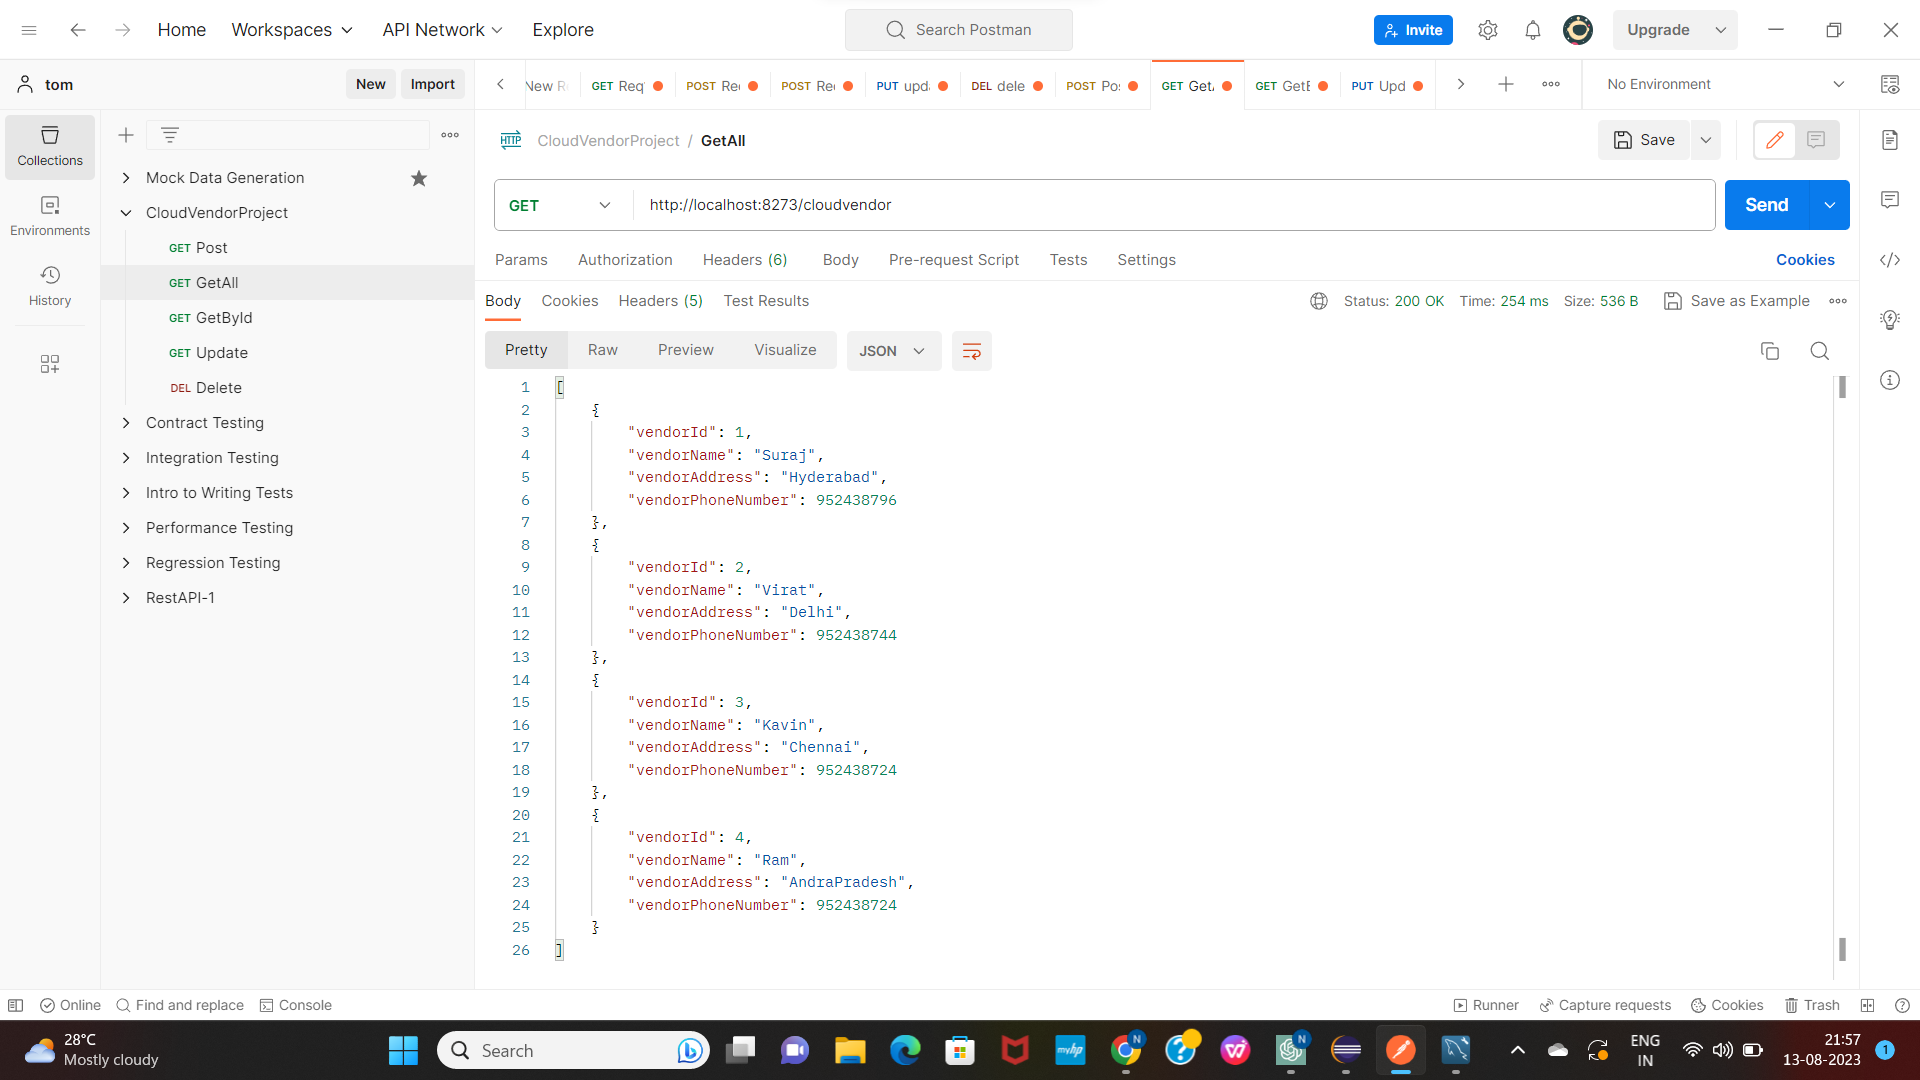 Home Workspaces API Network Explore Search Postman Invite Upgrade
tom New Import
New R GET Req POST Re POST Re PUT upd DEL dele POST Po GET Get GET GetE PUT Upd No Environment
Collections
Environments
History
Mock Data Generation
CloudVendorProject
GET Post
GET GetAll
GET GetById
GET Update
DEL Delete
Contract Testing
Integration Testing
Intro to Writing Tests
Performance Testing
Regression Testing
RestAPI-1
HTTP CloudVendorProject / GetAll Save
GET http://localhost:8273/cloudvendor Send
Params Authorization Headers (6) Body Pre-request Script Tests Settings Cookies
Body Cookies Headers (5) Test Results Status: 200 OK Time: 254 ms Size: 536 B Save as Example
Pretty Raw Preview Visualize JSON
1 [
2 {
3 "vendorId": 1,
4 "vendorName": "Suraj",
5 "vendorAddress": "Hyderabad",
6 "vendorPhoneNumber": 952438796
7 },
8 {
9 "vendorId": 2,
10 "vendorName": "Virat",
11 "vendorAddress": "Delhi",
12 "vendorPhoneNumber": 952438744
13 },
14 {
15 "vendorId": 3,
16 "vendorName": "Kavin",
17 "vendorAddress": "Chennai",
18 "vendorPhoneNumber": 952438724
19 },
20 {
21 "vendorId": 4,
22 "vendorName": "Ram",
23 "vendorAddress": "AndraPradesh",
24 "vendorPhoneNumber": 952438724
25 }
26 ]
Online Find and replace Console Runner Capture requests Cookies Trash
28°C
Mostly cloudy
Search
myhp
N
N
ENG
IN
21:57
13-08-2023
1